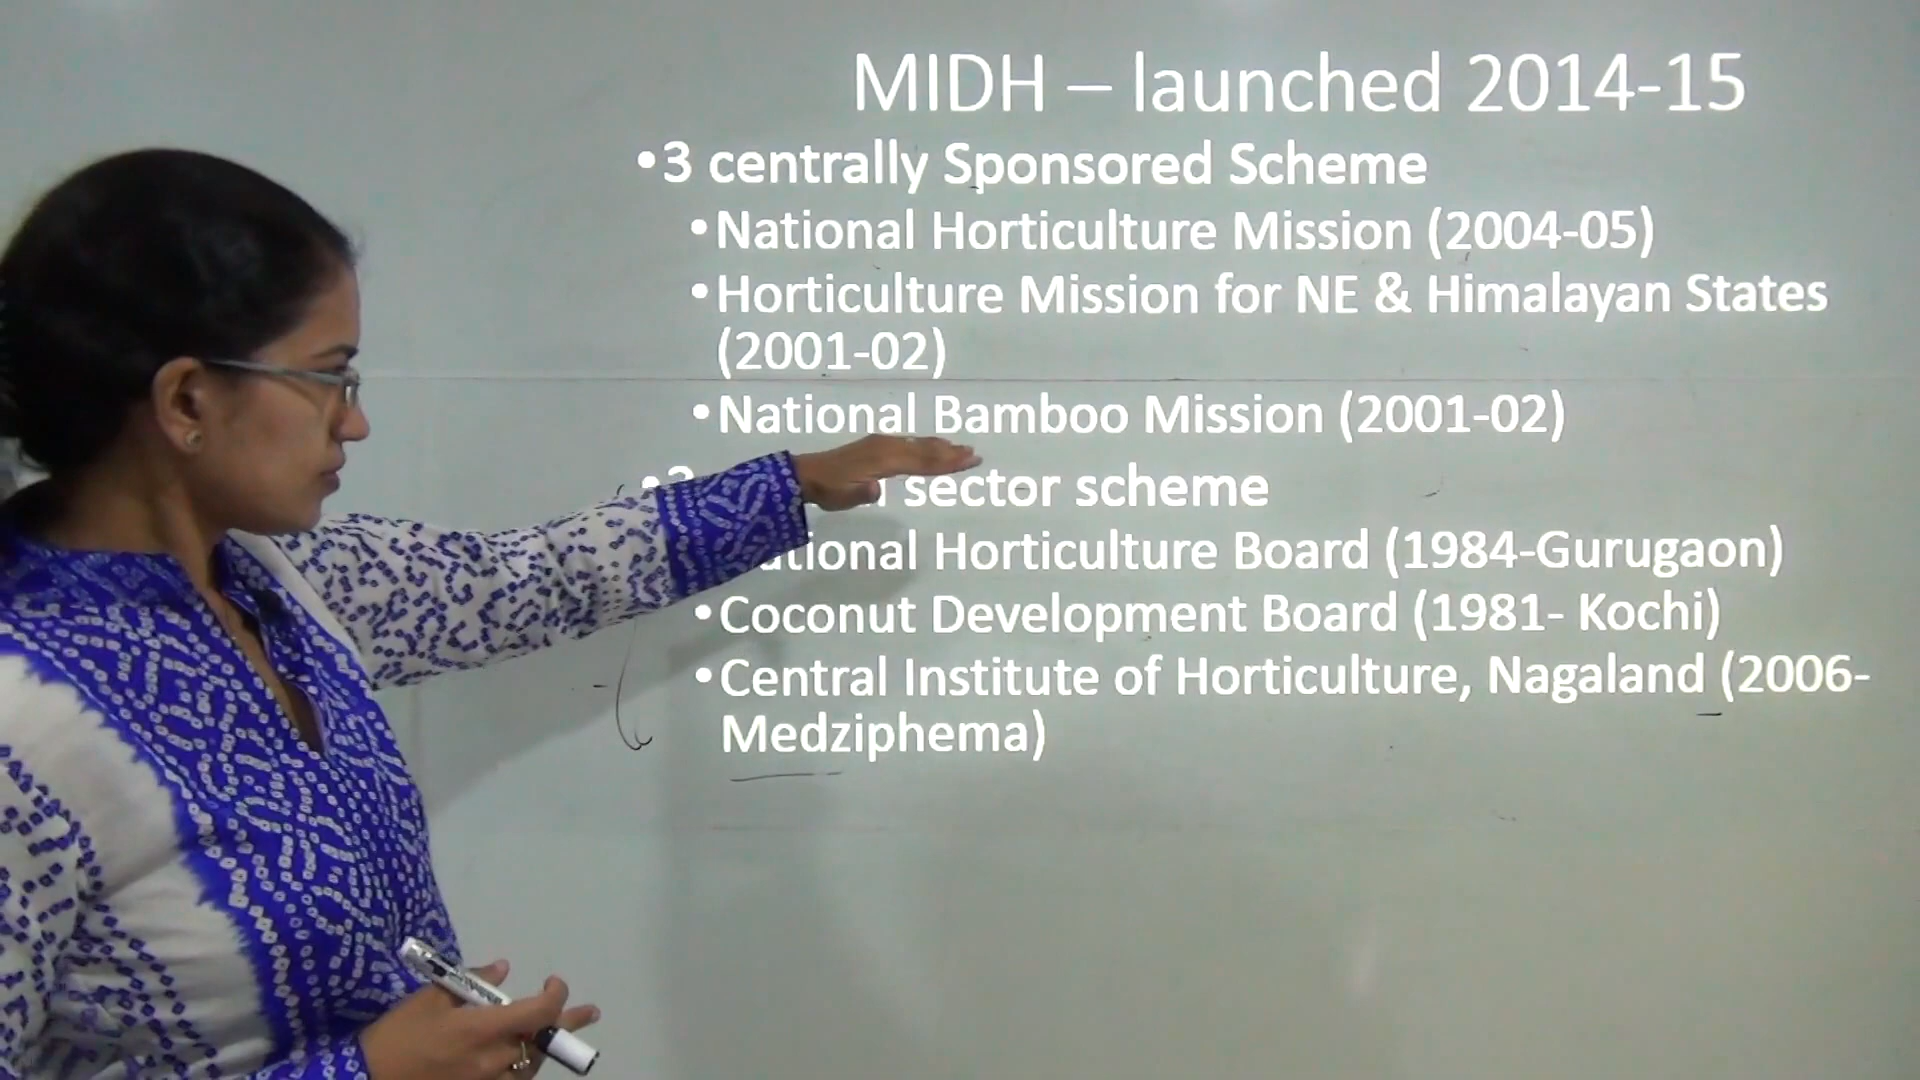 MIDH – launched 2014-15
•3 centrally Sponsored Scheme
•National Horticulture Mission (2004-05)
•Horticulture Mission for NE & Himalayan States
(2001-02)
•National Bamboo Mission (2001-02)
•3 sector scheme
National Horticulture Board (1984-Gurugaon)
•Coconut Development Board (1981- Kochi)
•Central Institute of Horticulture, Nagaland (2006-
Medziphema)